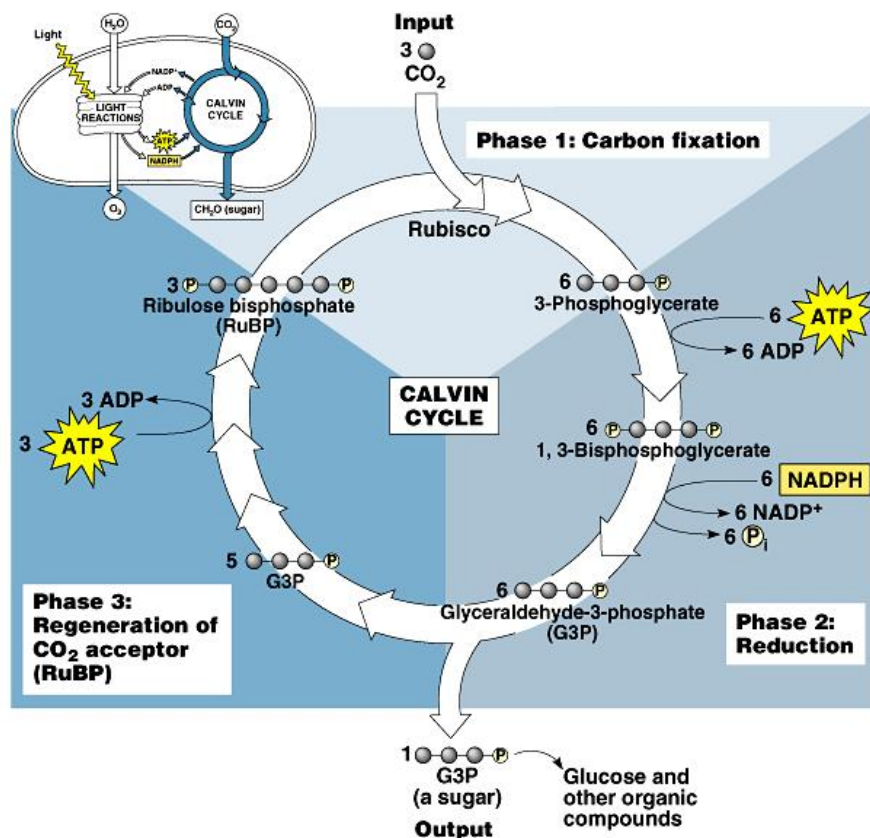 H₂O
CO₂
Light
NADP⁺
ADP
LIGHT
REACTIONS
CALVIN
CYCLE
ATP
NADPH
O₂
CH₂O (sugar)
Input
3
CO₂
Phase 1: Carbon fixation
Rubisco
3 P P
Ribulose bisphosphate
(RuBP)
6 P
3-Phosphoglycerate
6 ATP
6 ADP
3 ADP
3 ATP
CALVIN
CYCLE
6 P P
1, 3-Bisphosphoglycerate
6 NADPH
6 NADP⁺
6 Pᵢ
5 P
G3P
6 P
Glyceraldehyde-3-phosphate
(G3P)
Phase 3:
Regeneration of
CO₂ acceptor
(RuBP)
Phase 2:
Reduction
1 P
G3P
(a sugar)
Output
Glucose and
other organic
compounds